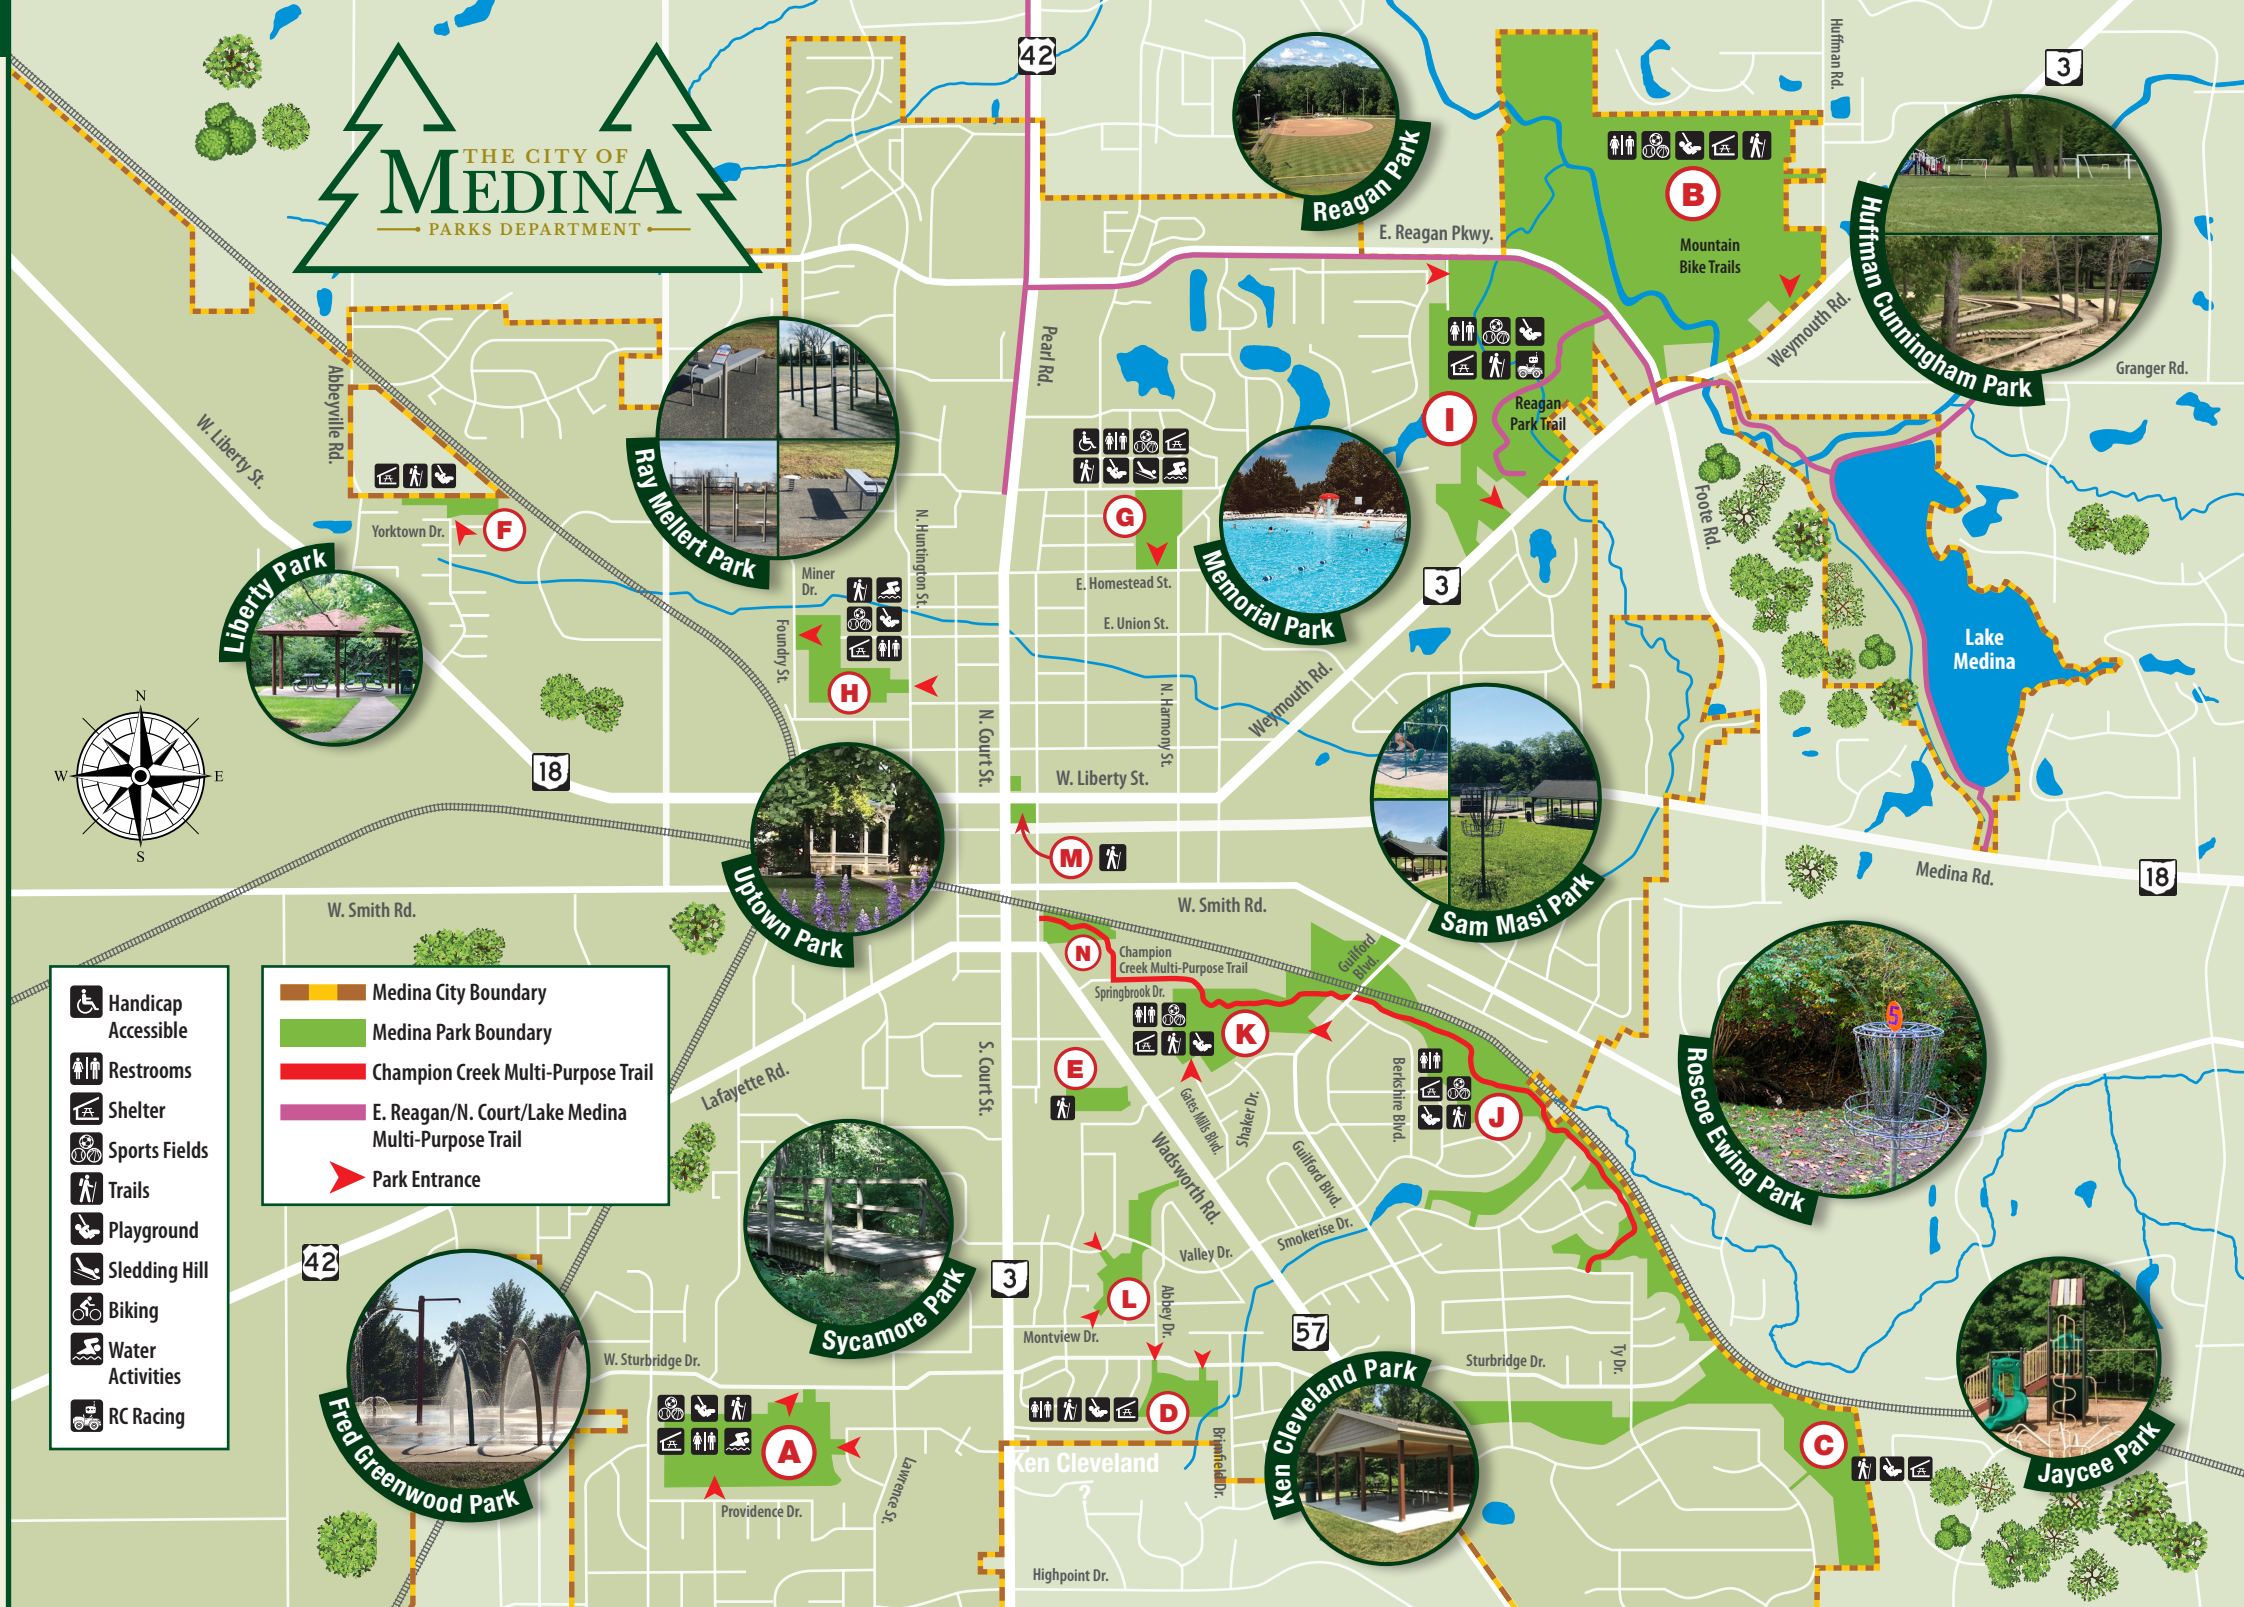 THE CITY OF
MEDINA
PARKS DEPARTMENT
42
3
Huffman Rd.
Reagan Park
B
Mountain
Bike Trails
E. Reagan Pkwy.
Huffman Cunningham Park
Weymouth Rd.
Granger Rd.
Pearl Rd.
Abbeyville Rd.
W. Liberty St.
I
Reagan
Park Trail
Ray Mellert Park
G
F
Yorktown Dr.
N. Huntington St.
Foote Rd.
Liberty Park
Miner
Dr.
E. Homestead St.
Memorial Park
3
E. Union St.
Foundry St.
H
Lake
Medina
N
W
E
S
N. Court St.
N. Harmony St.
Weymouth Rd.
18
W. Liberty St.
M
Uptown Park
Sam Masi Park
Medina Rd.
18
W. Smith Rd.
W. Smith Rd.
N
Champion
Creek Multi-Purpose Trail
Guilford
Blvd.
Springbrook Dr.
K
Handicap
Accessible
Restrooms
Shelter
Sports Fields
Trails
Playground
Sledding Hill
Biking
Water
Activities
RC Racing
Medina City Boundary
Medina Park Boundary
Champion Creek Multi-Purpose Trail
E. Reagan/N. Court/Lake Medina
Multi-Purpose Trail
Park Entrance
5
Roscoe Ewing Park
S. Court St.
E
Lafayette Rd.
Gates Mills Blvd.
Shaker Dr.
Berkshire Blvd.
J
Wadsworth Rd.
Guilford Blvd.
Smokerise Dr.
Valley Dr.
42
3
L
Abbey Dr.
Montview Dr.
57
Sycamore Park
W. Sturbridge Dr.
Sturbridge Dr.
Ty Dr.
Fred Greenwood Park
A
D
C
Ken Cleveland Park
Jaycee Park
Ken Cleveland
?
Brimfield Dr.
Lawrence St.
Providence Dr.
Highpoint Dr.